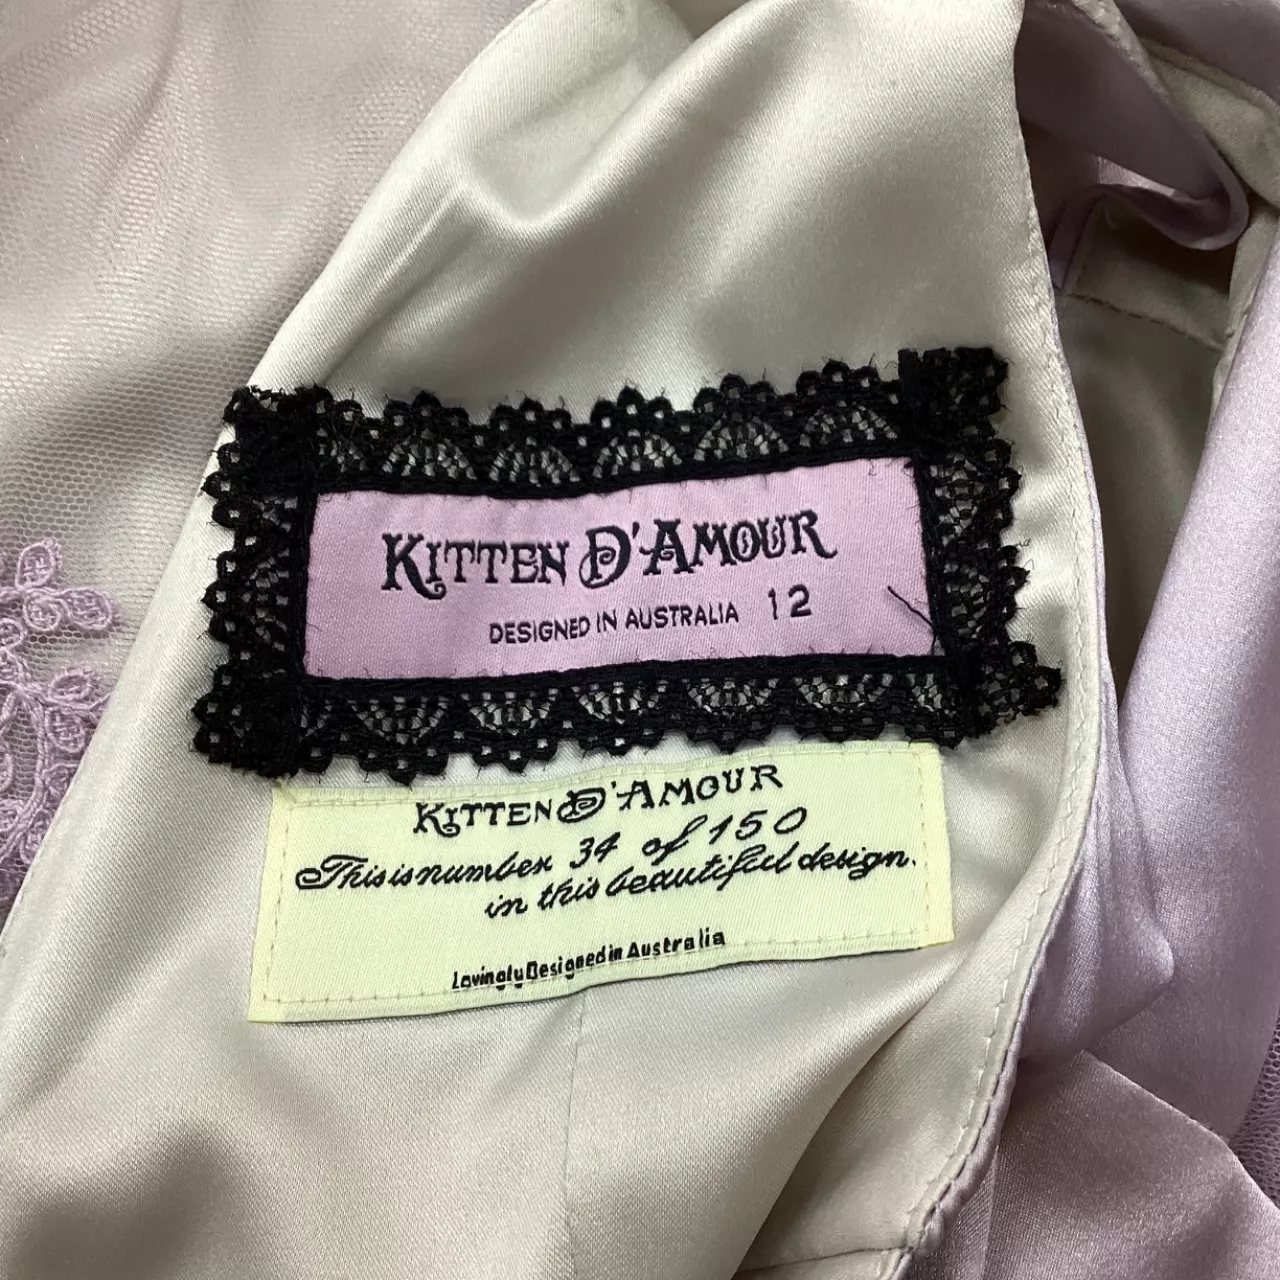 KITTEN D'AMOUR
DESIGNED IN AUSTRALIA 12
KITTEN D'AMOUR
This is number 34 of 150
in this beautiful design.
Lovingly Designed in Australia